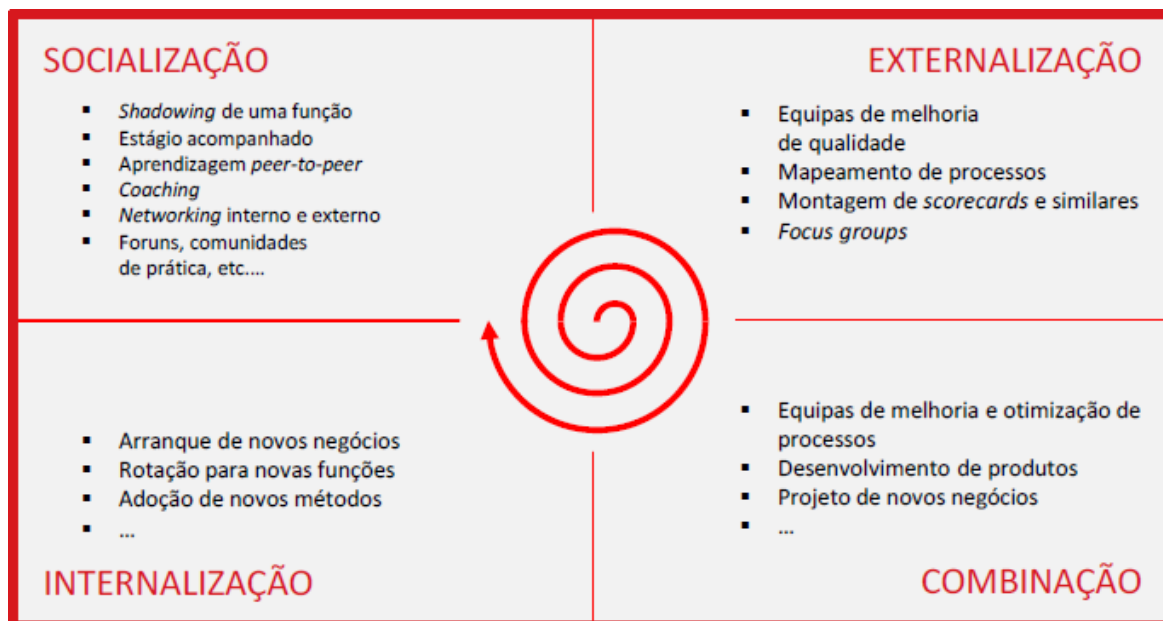 SOCIALIZAÇÃO
▪ Shadowing de uma função
▪ Estágio acompanhado
▪ Aprendizagem peer-to-peer
▪ Coaching
▪ Networking interno e externo
▪ Foruns, comunidades
de prática, etc....
EXTERNALIZAÇÃO
▪ Equipas de melhoria
de qualidade
▪ Mapeamento de processos
▪ Montagem de scorecards e similares
▪ Focus groups
▪ Arranque de novos negócios
▪ Rotação para novas funções
▪ Adoção de novos métodos
▪ ...
INTERNALIZAÇÃO
▪ Equipas de melhoria e otimização de
processos
▪ Desenvolvimento de produtos
▪ Projeto de novos negócios
▪ ...
COMBINAÇÃO